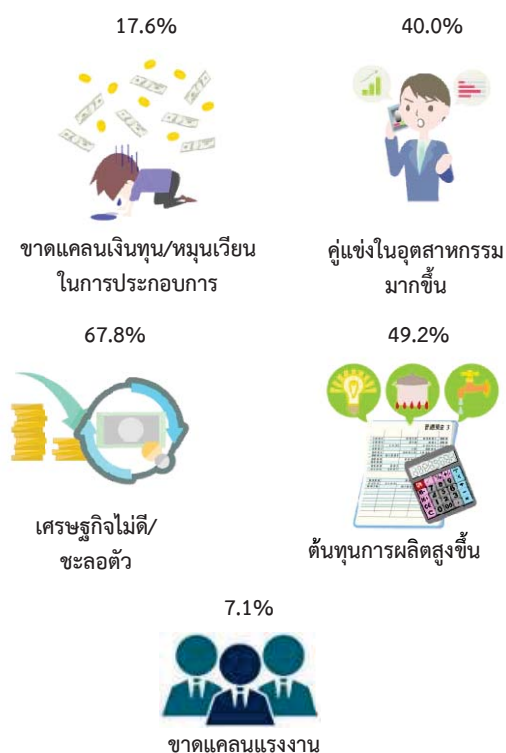 17.6%
40.0%
ขาดแคลนเงินทุน/หมุนเวียน
ในการประกอบการ
คู่แข่งในอุตสาหกรรม
มากขึ้น
67.8%
49.2%
เศรษฐกิจไม่ดี/
ชะลอตัว
ต้นทุนการผลิตสูงขึ้น
7.1%
ขาดแคลนแรงงาน